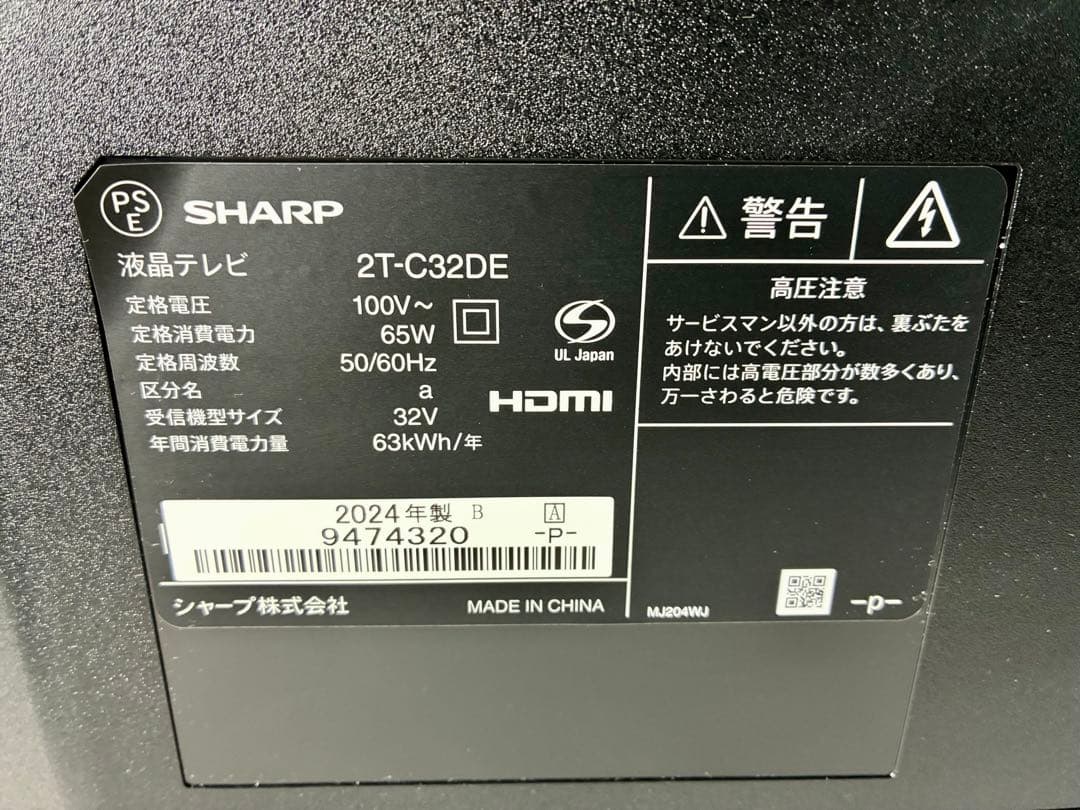 PSE SHARP
液晶テレビ 2T-C32DE
定格電圧 100V～
定格消費電力 65W
定格周波数 50/60Hz
区分名 a
受信機型サイズ 32V
年間消費電力量 63kWh/年
UL Japan
HDMI
2024年製 B A
9474320 -P-
シャープ株式会社 MADE IN CHINA
警告
高圧注意
サービスマン以外の方は、裏ぶたを
あけないでください。
内部には高電圧部分が数多くあり、
万一さわると危険です。
MJ204WJ -p-